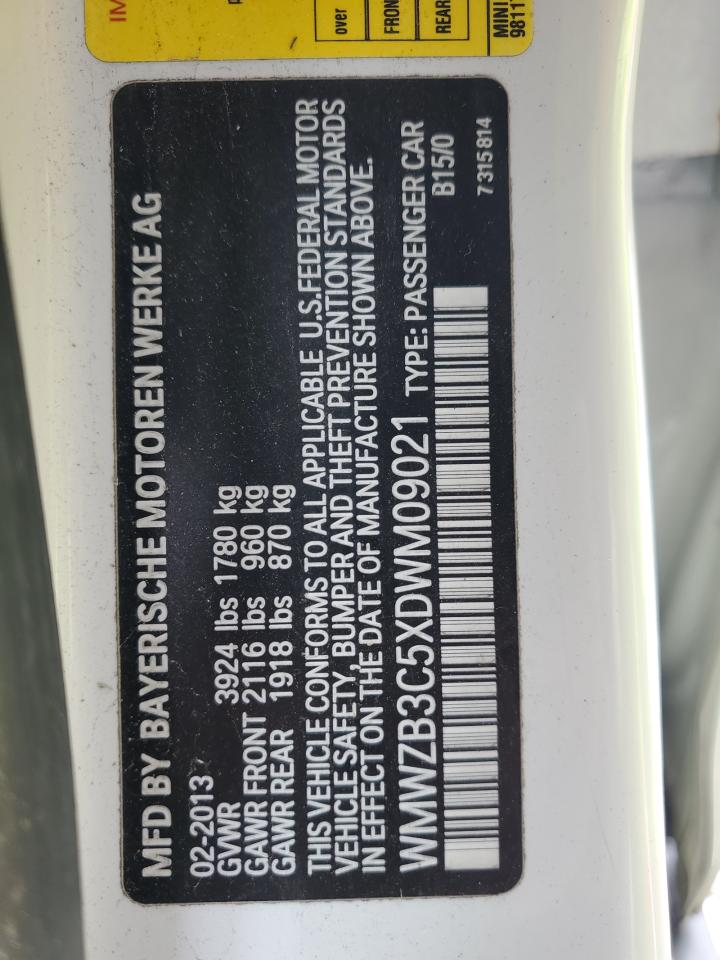 IM
over
FRON
REAR
MINI
9811
MFD BY BAYERISCHE MOTOREN WERKE AG
02-2013
GVWR 3924 lbs 1780 kg
GAWR FRONT 2116 lbs 960 kg
GAWR REAR 1918 lbs 870 kg
THIS VEHICLE CONFORMS TO ALL APPLICABLE U.S.FEDERAL MOTOR
VEHICLE SAFETY, BUMPER AND THEFT PREVENTION STANDARDS
IN EFFECT ON THE DATE OF MANUFACTURE SHOWN ABOVE.
WMWZB3C5XDWM09021 TYPE: PASSENGER CAR
B15/0
7 315 814